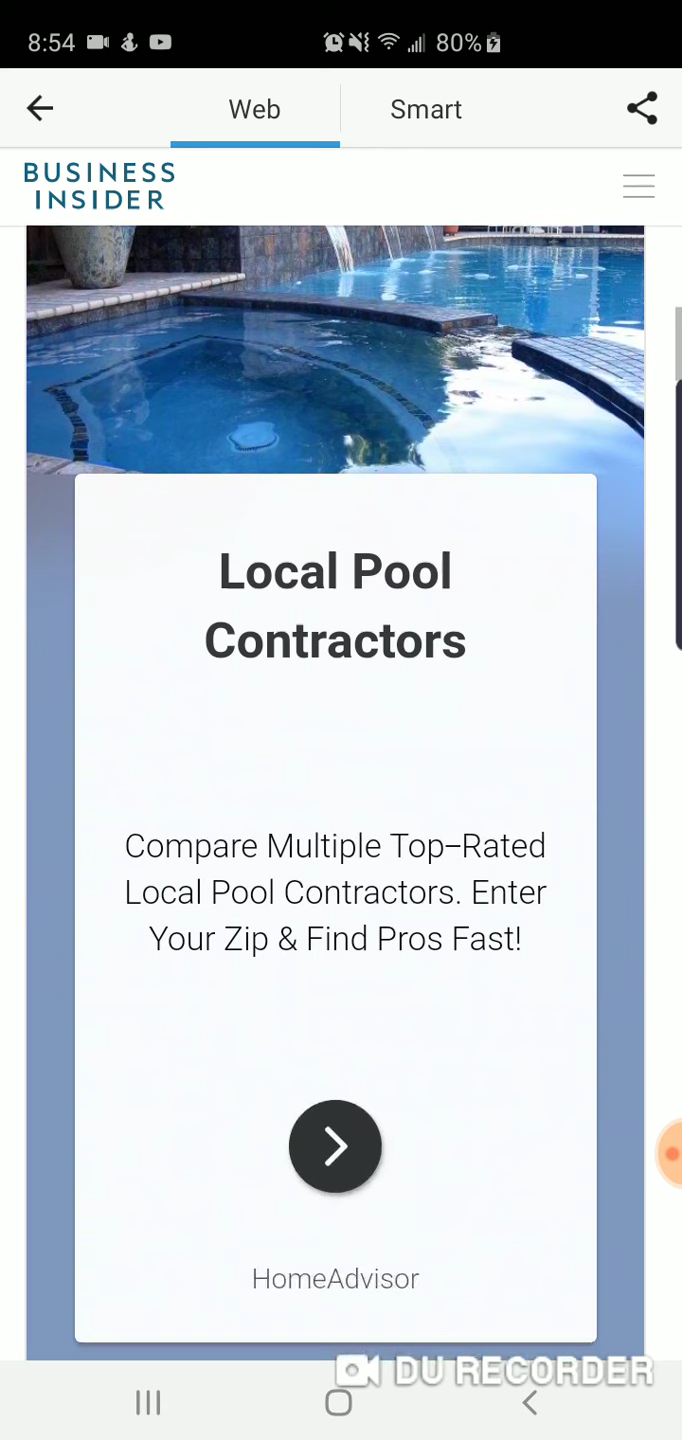 8:54 80%
Web Smart
BUSINESS
INSIDER
Local Pool
Contractors
Compare Multiple Top–Rated
Local Pool Contractors. Enter
Your Zip & Find Pros Fast!
HomeAdvisor
DU RECORDER